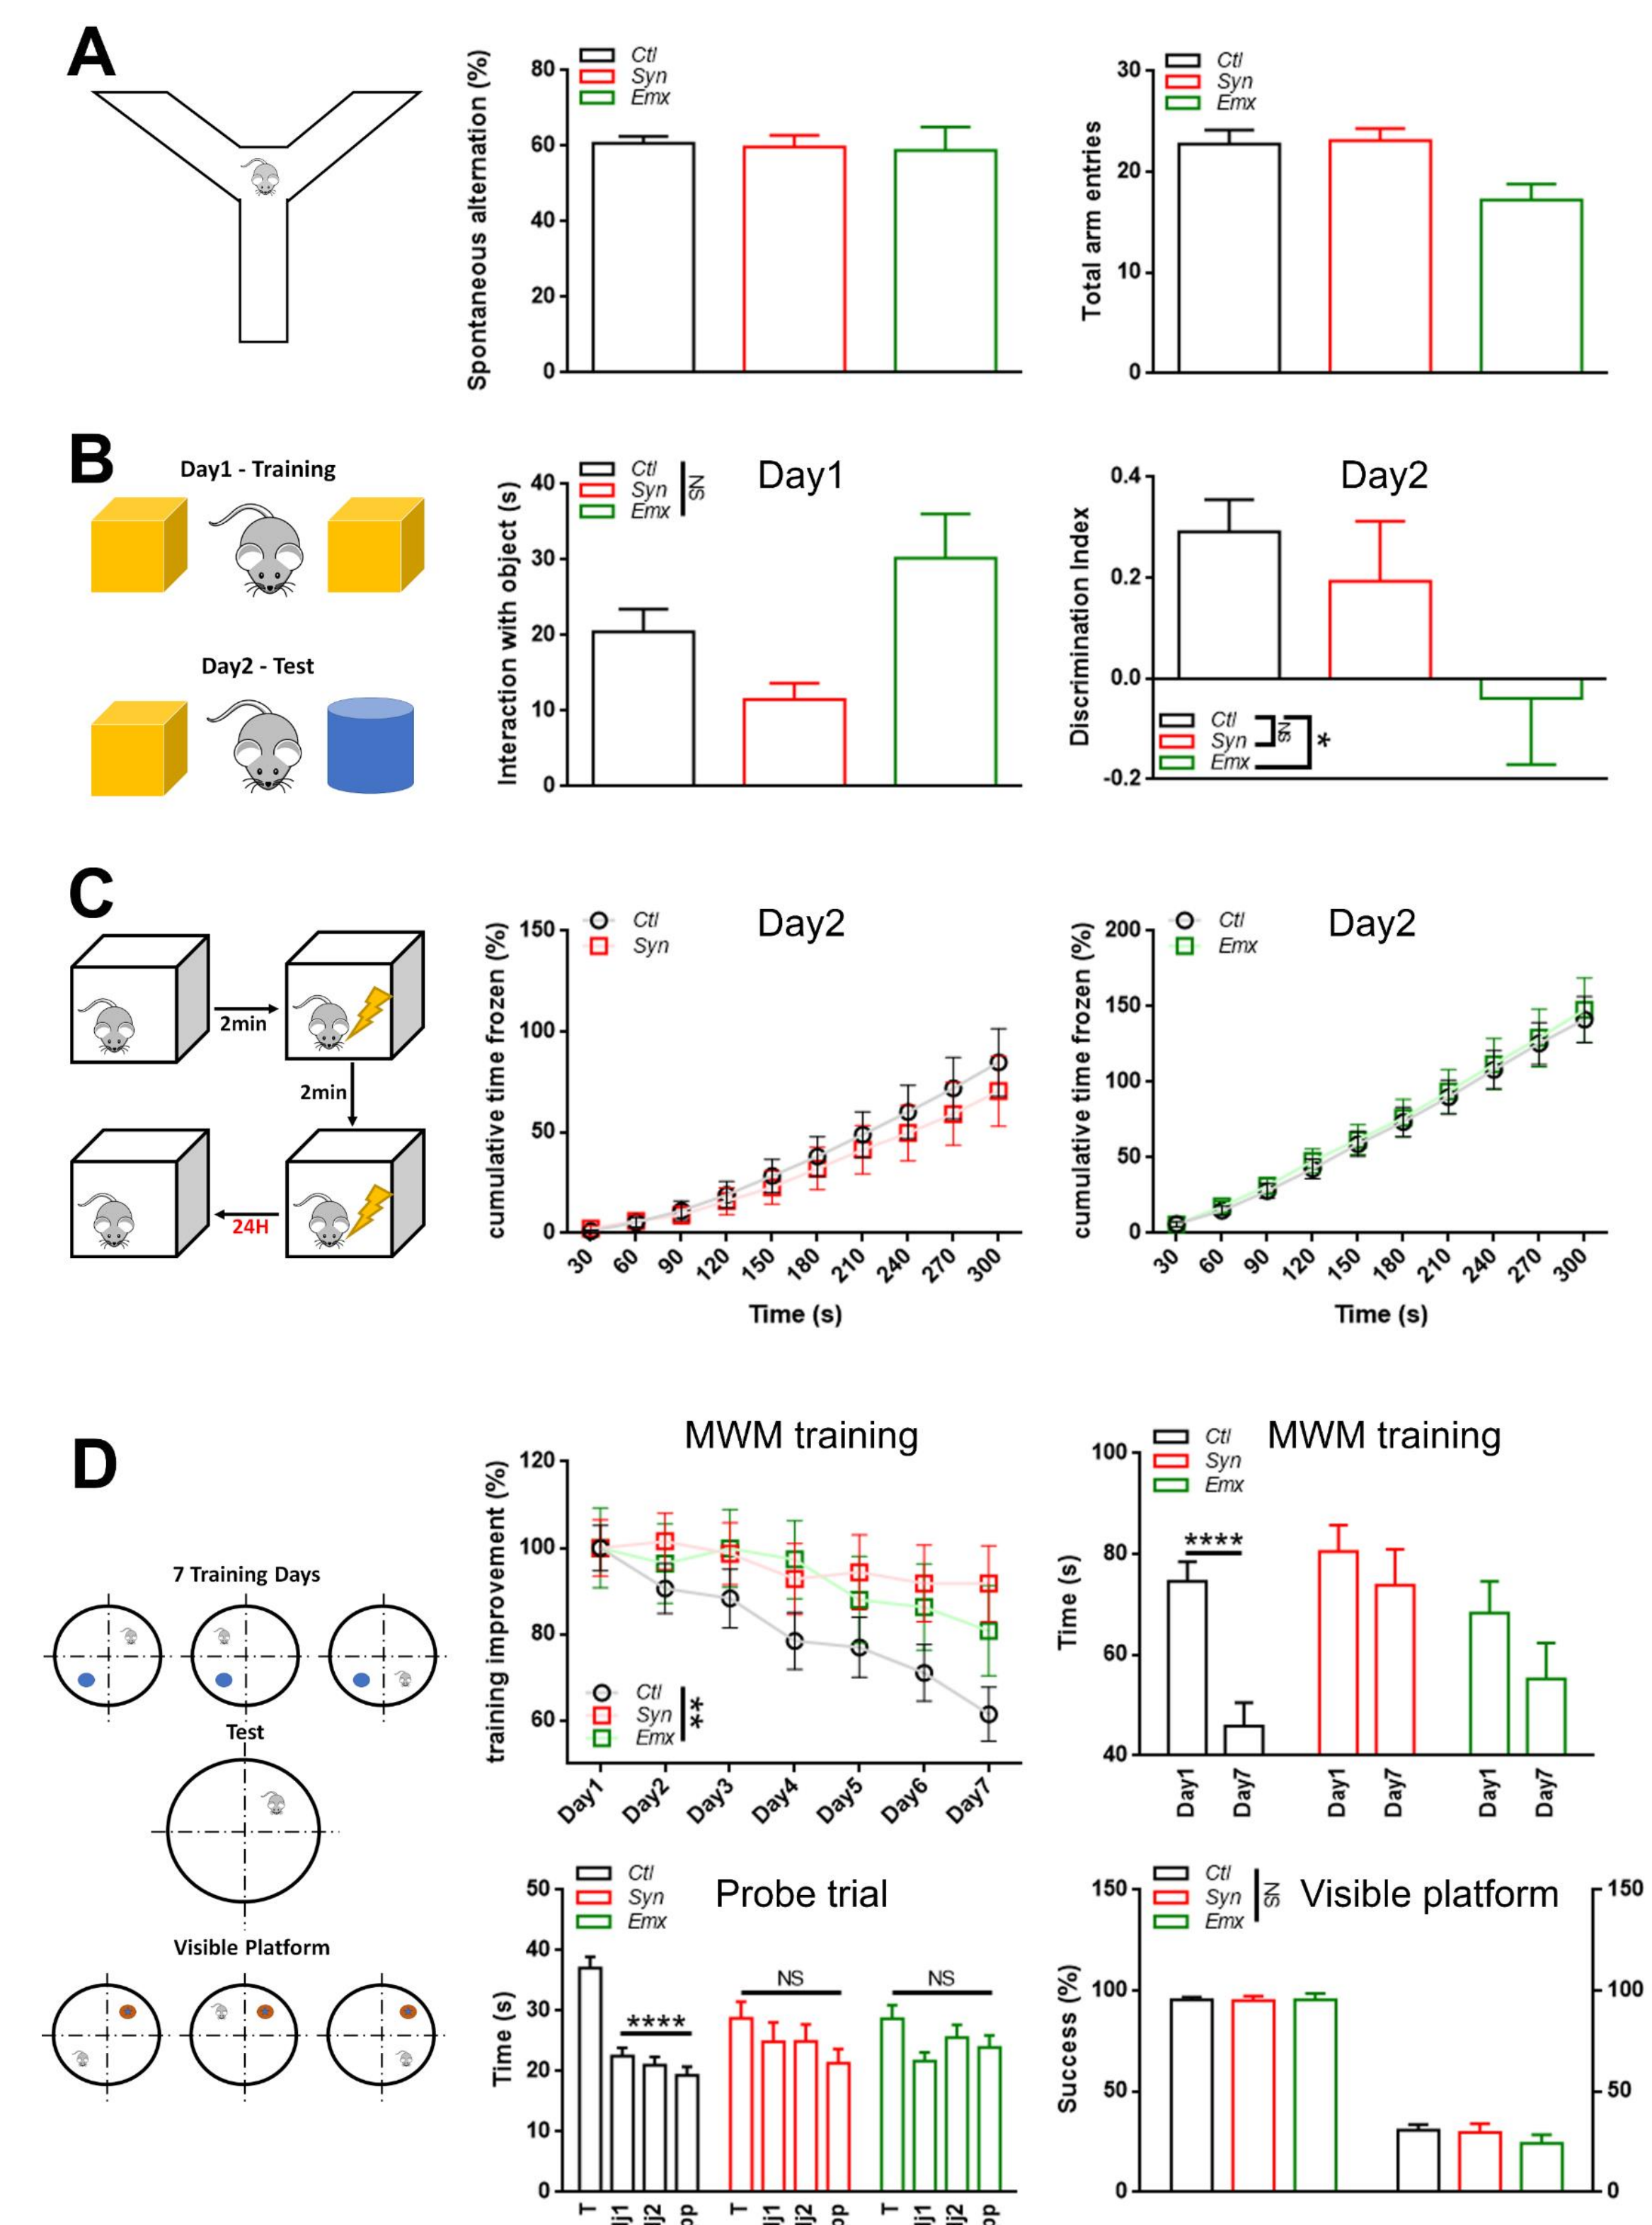 A
Spontaneous alternation (%)
80
60
40
20
0
Ctl
Syn
Emx
Total arm entries
30
20
10
0
Ctl
Syn
Emx
B
Day1 - Training
Day2 - Test
Day1
Interaction with object (s)
40
30
20
10
0
Ctl
Syn
Emx
NS
Day2
Discrimination Index
0.4
0.2
0.0
-0.2
Ctl
Syn
Emx
NS
*
C
2min
2min
24H
Day2
cumulative time frozen (%)
150
100
50
0
Ctl
Syn
30 60 90 120 150 180 210 240 270 300
Time (s)
Day2
cumulative time frozen (%)
200
150
100
50
0
Ctl
Emx
30 60 90 120 150 180 210 240 270 300
Time (s)
D
7 Training Days
Test
Visible Platform
MWM training
training improvement (%)
120
100
80
60
Ctl
Syn
Emx
**
Day1 Day2 Day3 Day4 Day5 Day6 Day7
MWM training
Time (s)
100
80
60
40
Ctl
Syn
Emx
****
Day1 Day7 Day1 Day7 Day1 Day7
Probe trial
Time (s)
50
40
30
20
10
0
Ctl
Syn
Emx
****
NS
NS
T
T
T
Visible platform
Success (%)
150
100
50
0
Ctl
Syn
Emx
NS
150
100
50
0